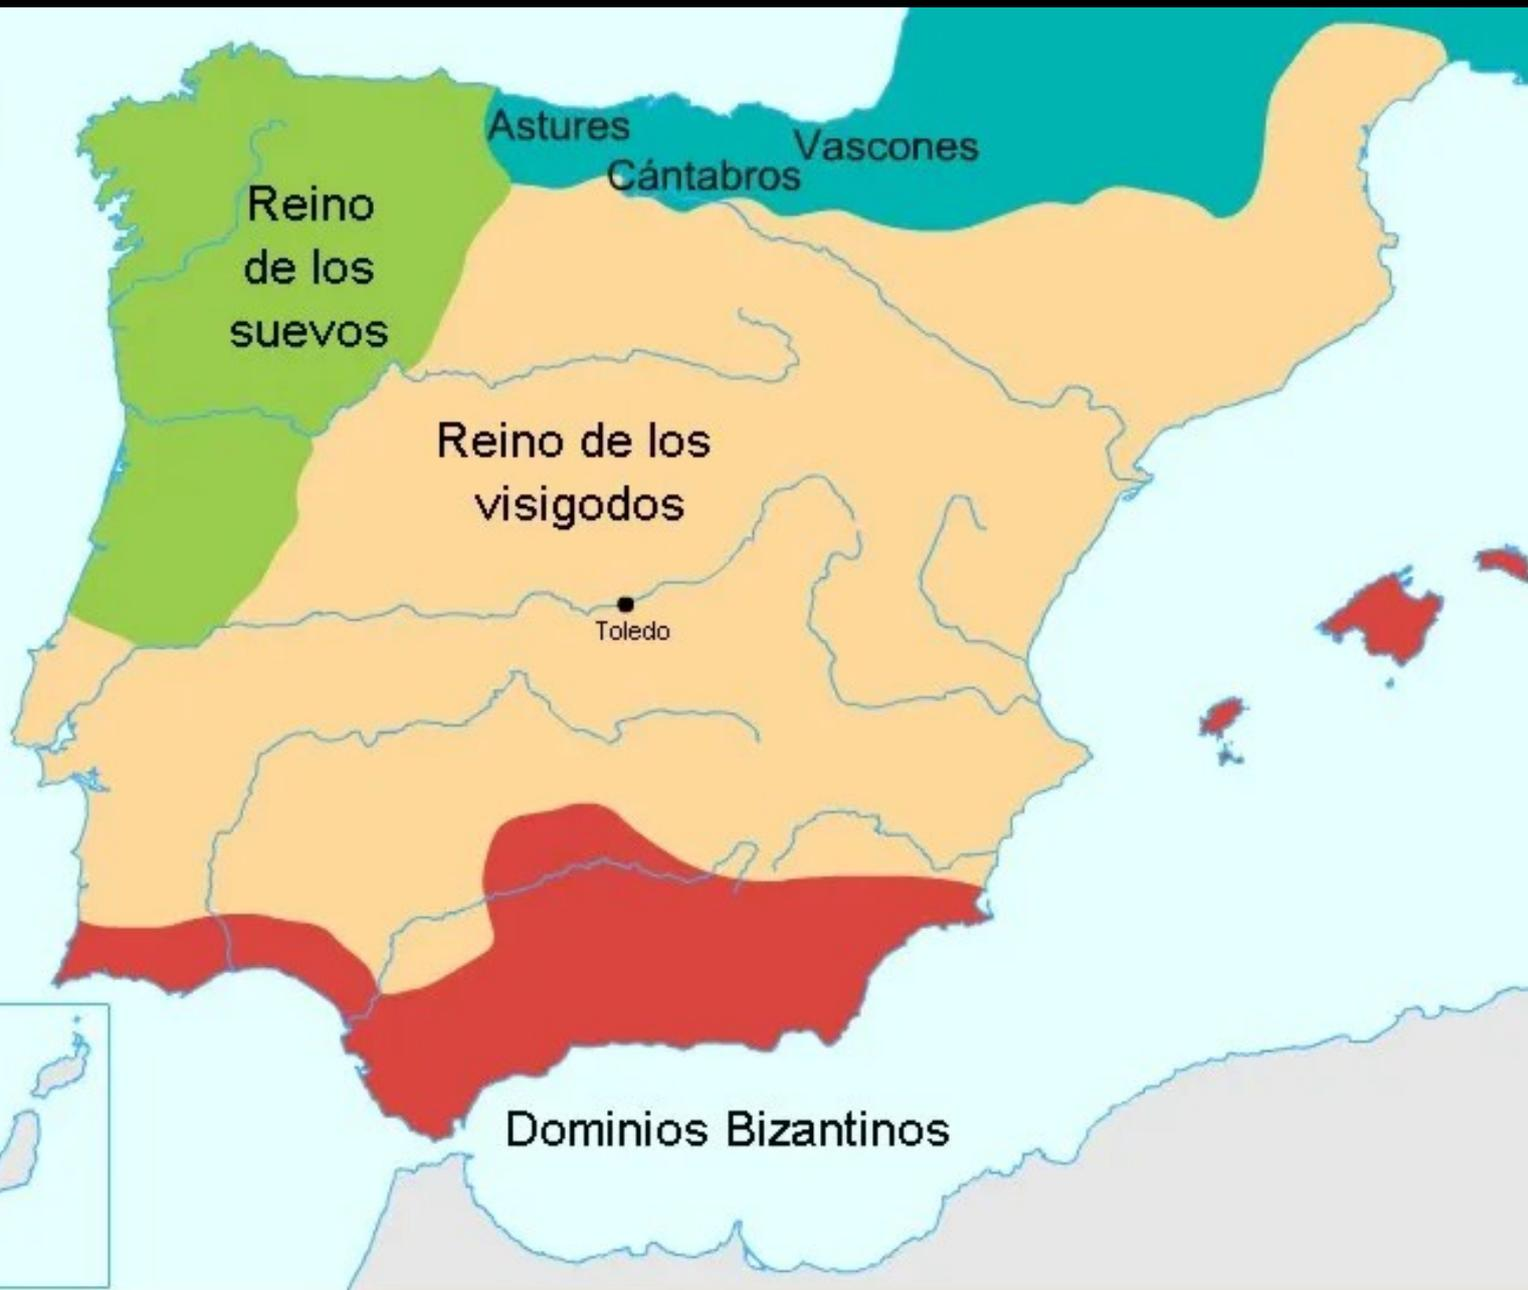 Astures
Vascones
Cántabros
Reino
de los
suevos
Reino de los
visigodos
Toledo
Dominios Bizantinos